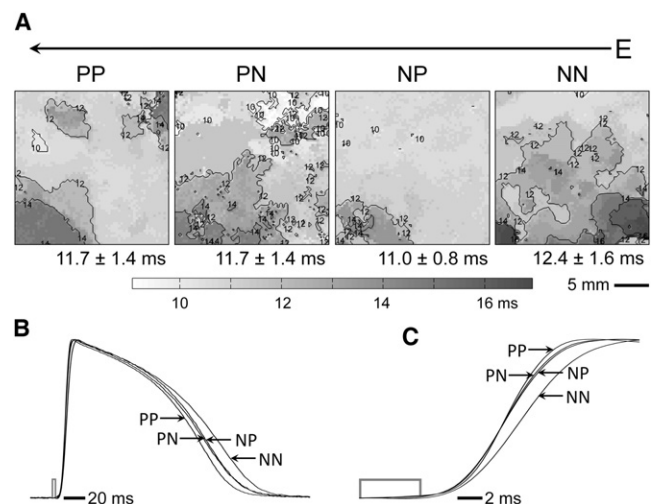 A
E
PP PN NP NN
11.7 ± 1.4 ms 11.7 ± 1.4 ms 11.0 ± 0.8 ms 12.4 ± 1.6 ms
10 12 14 16 ms 5 mm
B
PP
PN
NP
NN
20 ms
C
PP
PN
NP
NN
2 ms